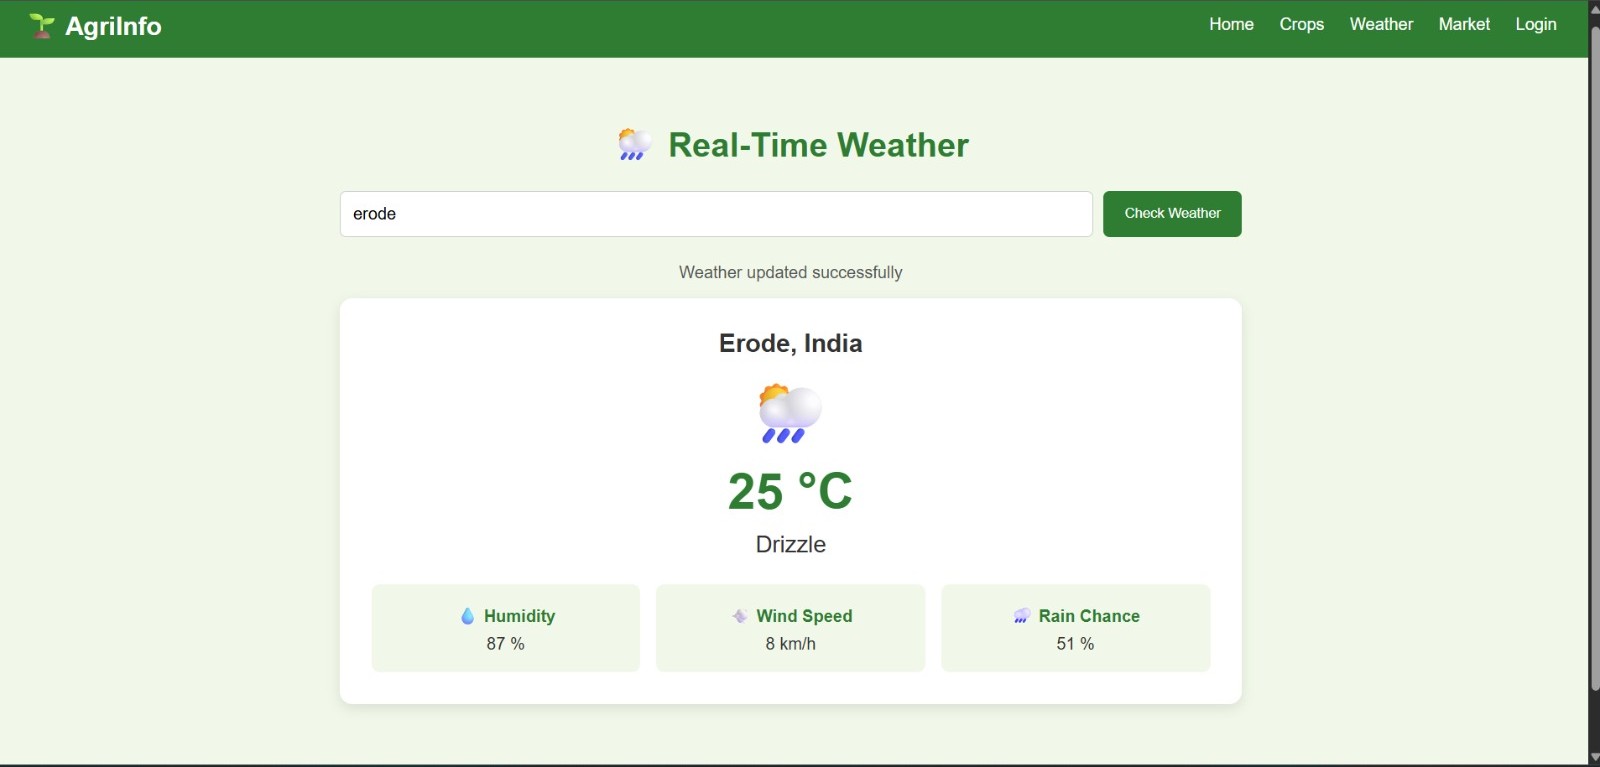 AgriInfo
Home Crops Weather Market Login
Real-Time Weather
erode
Check Weather
Weather updated successfully
Erode, India
25 °C
Drizzle
Humidity
87 %
Wind Speed
8 km/h
Rain Chance
51 %